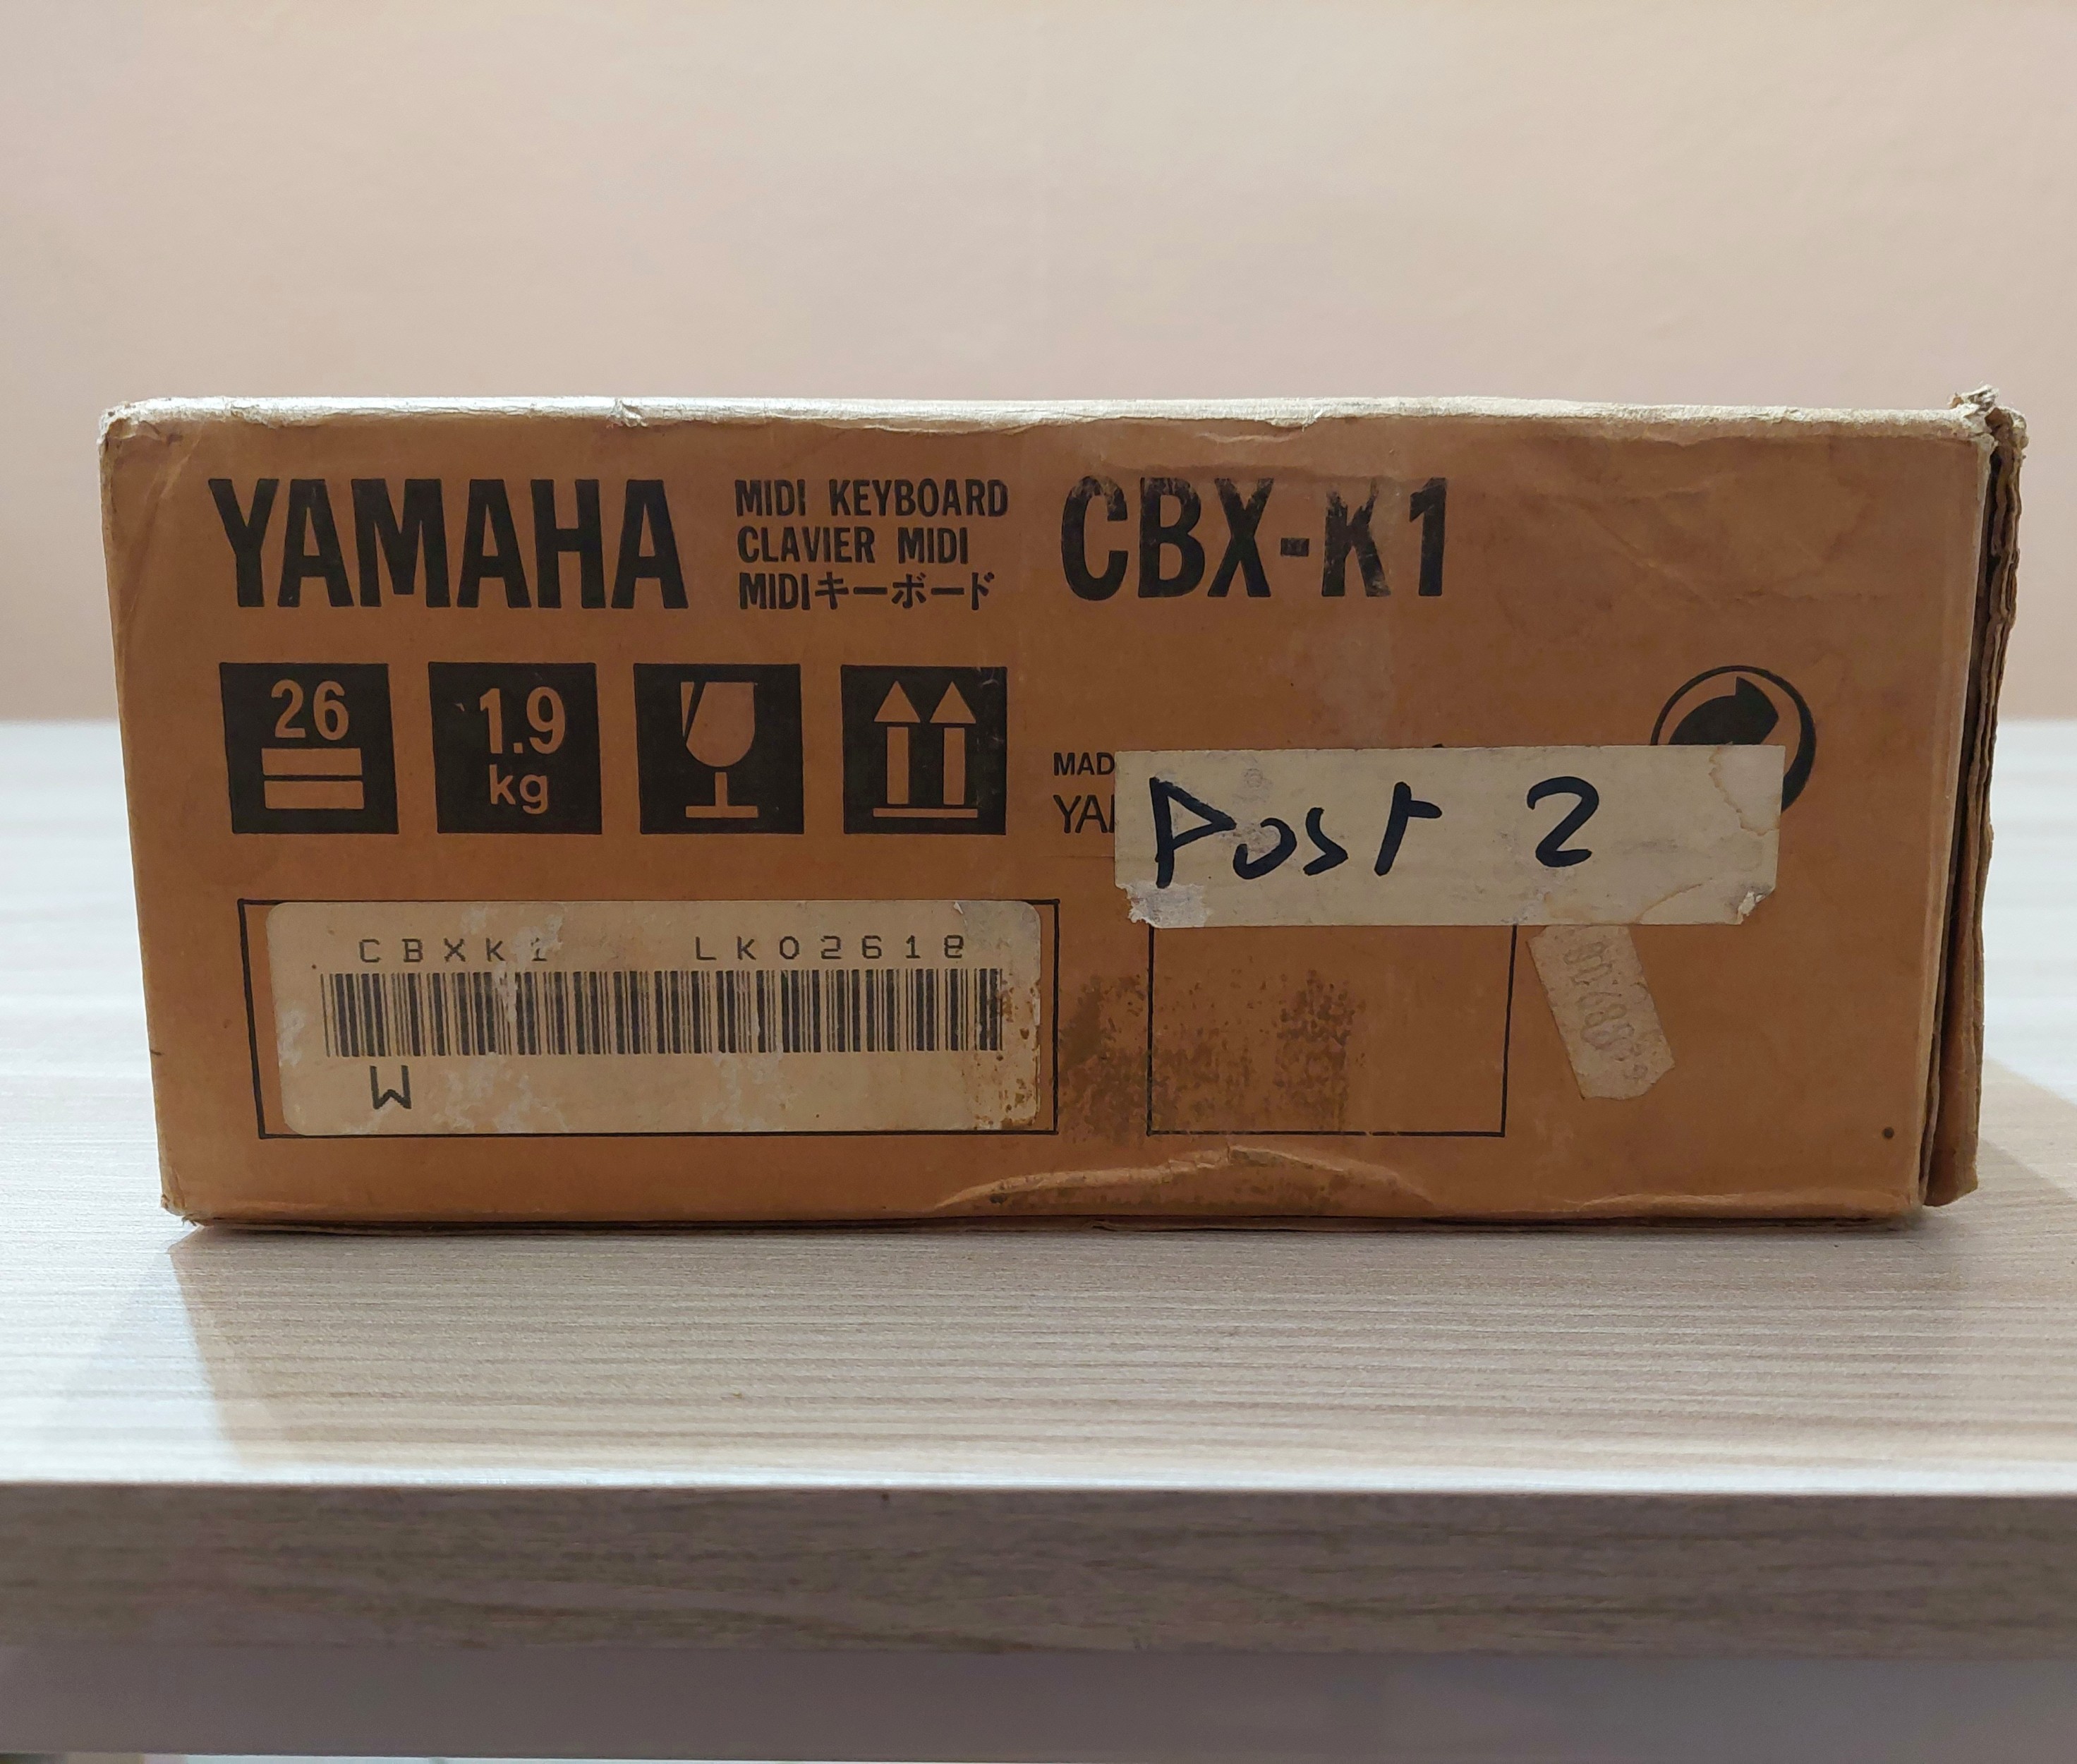 YAMAHA
MIDI KEYBOARD
CLAVIER MIDI
MIDIキーボード
CBX-K1
26
1.9
kg
MAD
YA
Post 2
CBXK1 LK02618
W